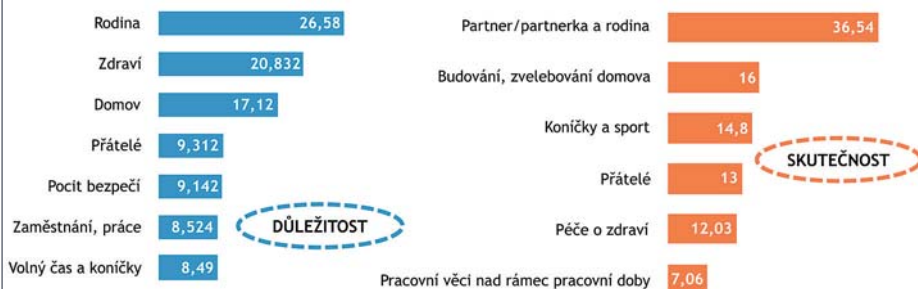 Rodina 26,58
Zdraví 20,832
Domov 17,12
Přátelé 9,312
Pocit bezpečí 9,142
Zaměstnání, práce 8,524
Volný čas a koníčky 8,49
DŮLEŽITOST
Partner/partnerka a rodina 36,54
Budování, zvelebování domova 16
Koníčky a sport 14,8
Přátelé 13
Péče o zdraví 12,03
Pracovní věci nad rámec pracovní doby 7,06
SKUTEČNOST